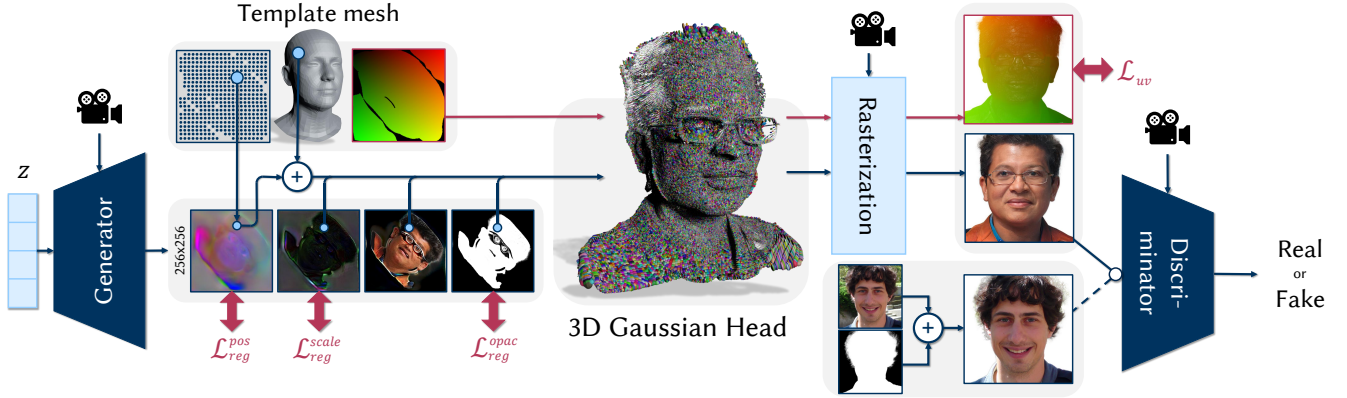 Template mesh
z
Generator
256x256
+
ℒ_reg^pos
ℒ_reg^scale
ℒ_reg^opac
3D Gaussian Head
Rasterization
ℒ_uv
+
Discri-
minator
Real
or
Fake